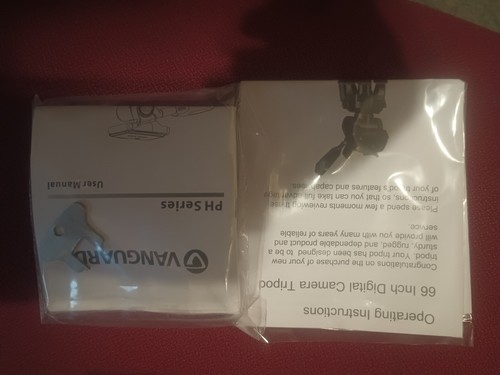 VANGUARD
PH Series
User Manual
Operating Instructions
66 Inch Digital Camera Tripod
Congratulations on the purchase of your new
tripod. Your tripod has been designed to be a
sturdy, rugged, and dependable product and
will provide you with many years of reliable
service.
Please spend a few moments reviewing these
instructions, so that you can take full advantage
of your tripod's features and capabilities.